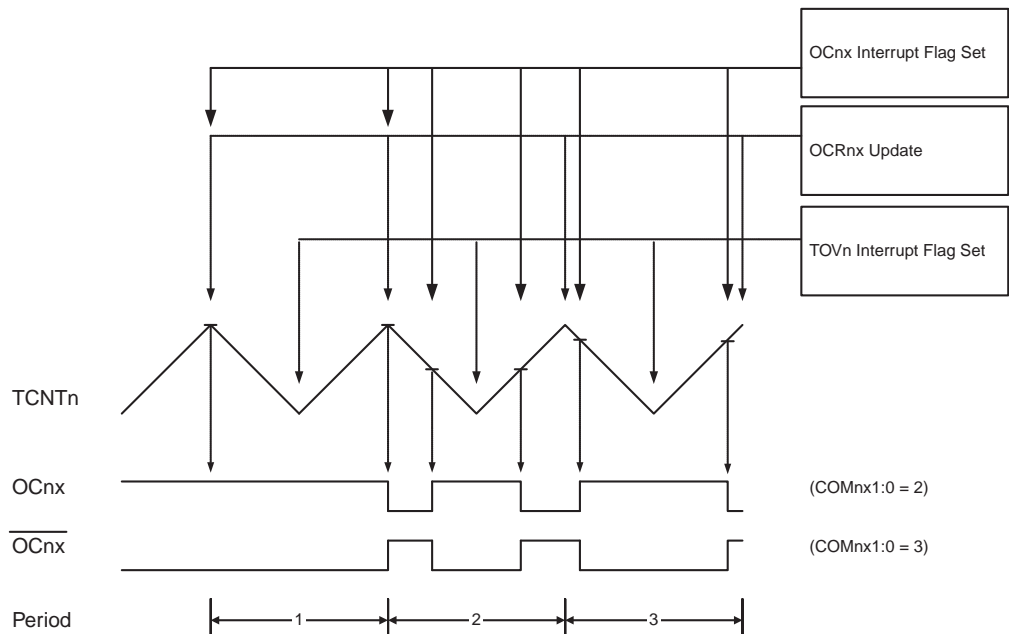 OCnx Interrupt Flag Set
OCRnx Update
TOVn Interrupt Flag Set
TCNTn
OCnx
(COMnx1:0 = 2)
OCnx
(COMnx1:0 = 3)
Period
1
2
3